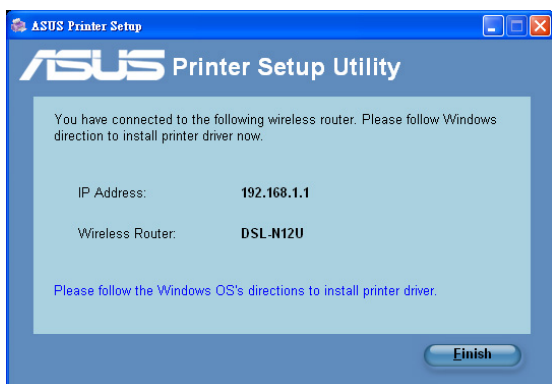 ASUS Printer Setup
ASUS Printer Setup Utility
You have connected to the following wireless router. Please follow Windows
direction to install printer driver now.
IP Address: 192.168.1.1
Wireless Router: DSL-N12U
Please follow the Windows OS's directions to install printer driver.
Finish